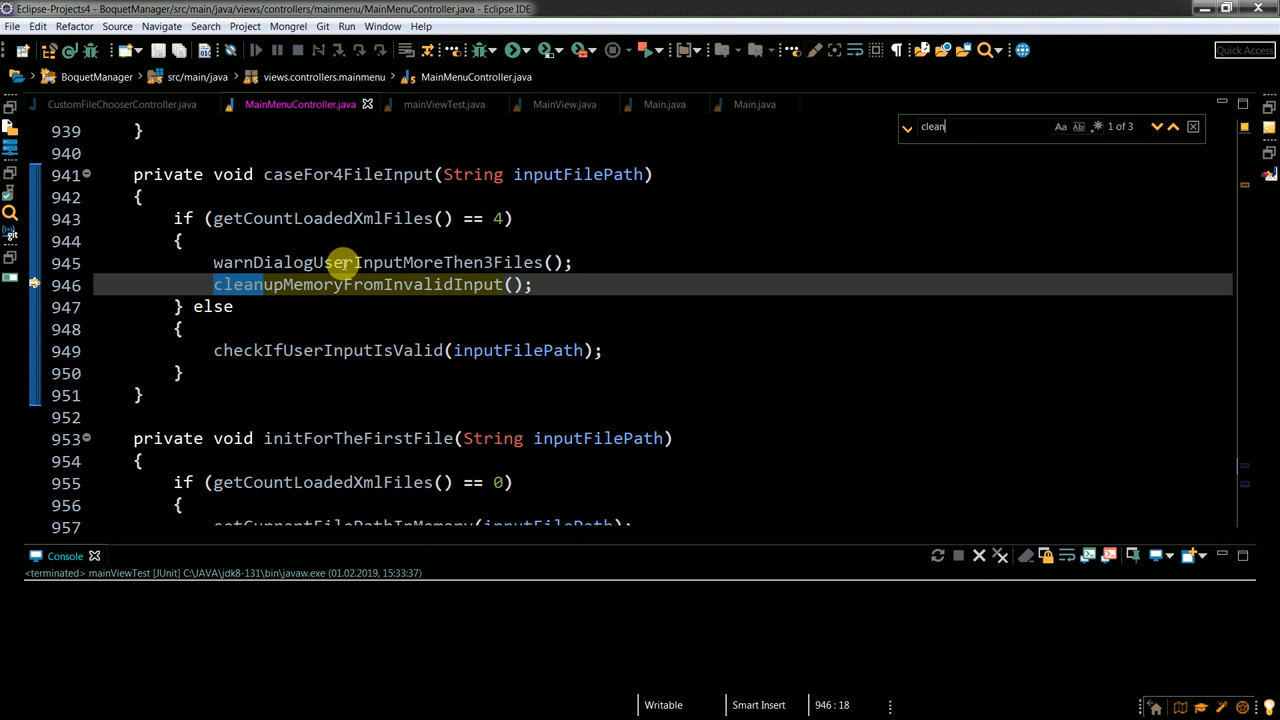 Eclipse-Projects4 - BoquetManager/src/main/java/views/controllers/mainmenu/MainMenuController.java - Eclipse IDE
File Edit Refactor Source Navigate Search Project Mongrel Git Run Window Help
Quick Access
BoquetManager src/main/java views.controllers.mainmenu MainMenuController.java
CustomFileChooserController.java MainMenuController.java mainViewTest.java MainView.java Main.java Main.java
clean 1 of 3
939 }
940
941 private void caseFor4FileInput(String inputFilePath)
942 {
943 if (getCountLoadedXmlFiles() == 4)
944 {
945 warnDialogUserInputMoreThen3Files();
946 cleanupMemoryFromInvalidInput();
947 } else
948 {
949 checkIfUserInputIsValid(inputFilePath);
950 }
951 }
952
953 private void initForTheFirstFile(String inputFilePath)
954 {
955 if (getCountLoadedXmlFiles() == 0)
956 {
957 setCurrentFilePathInMemory(inputFilePath);
Console
<terminated> mainViewTest [JUnit] C:\JAVA\jdk8-131\bin\javaw.exe (01.02.2019, 15:33:37)
Writable Smart Insert 946 : 18